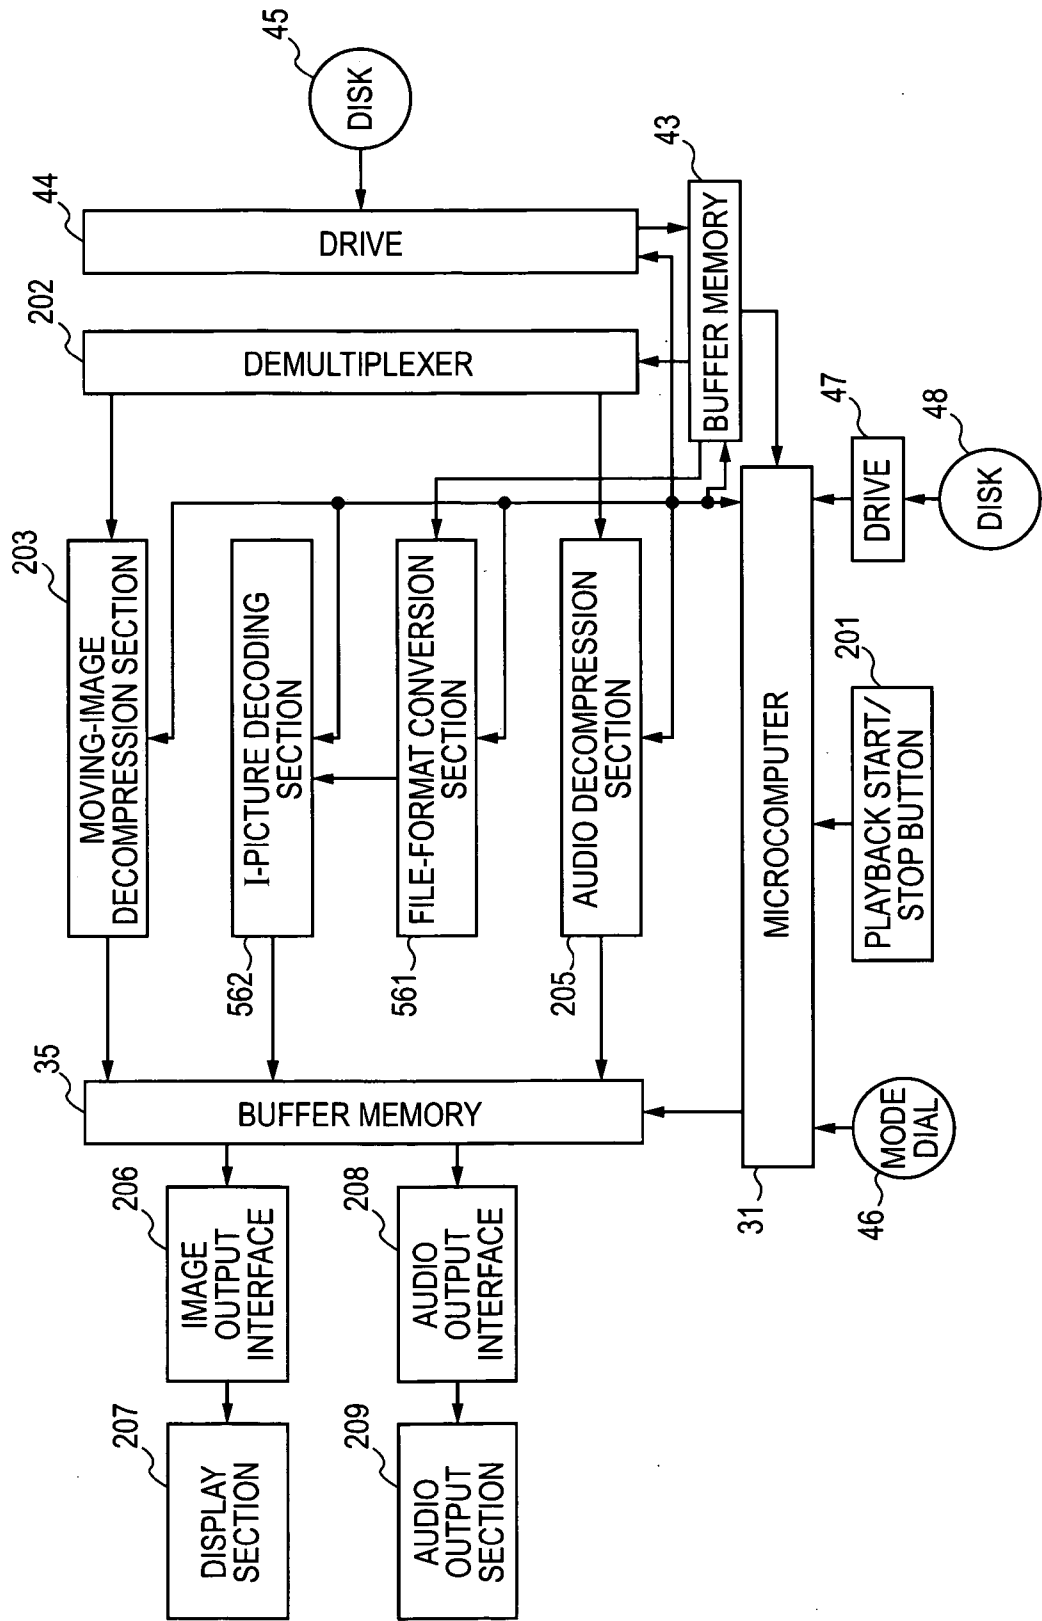 45
DISK
44
DRIVE
43
BUFFER MEMORY
202
DEMULTIPLEXER
47
DRIVE
48
DISK
203
MOVING-IMAGE
DECOMPRESSION SECTION
I-PICTURE DECODING
SECTION
562
FILE-FORMAT CONVERSION
SECTION
561
AUDIO DECOMPRESSION
SECTION
205
MICROCOMPUTER
31
201
PLAYBACK START/
STOP BUTTON
MODE
DIAL
46
35
BUFFER MEMORY
206
IMAGE
OUTPUT
INTERFACE
208
AUDIO
OUTPUT
INTERFACE
207
DISPLAY
SECTION
209
AUDIO
OUTPUT
SECTION